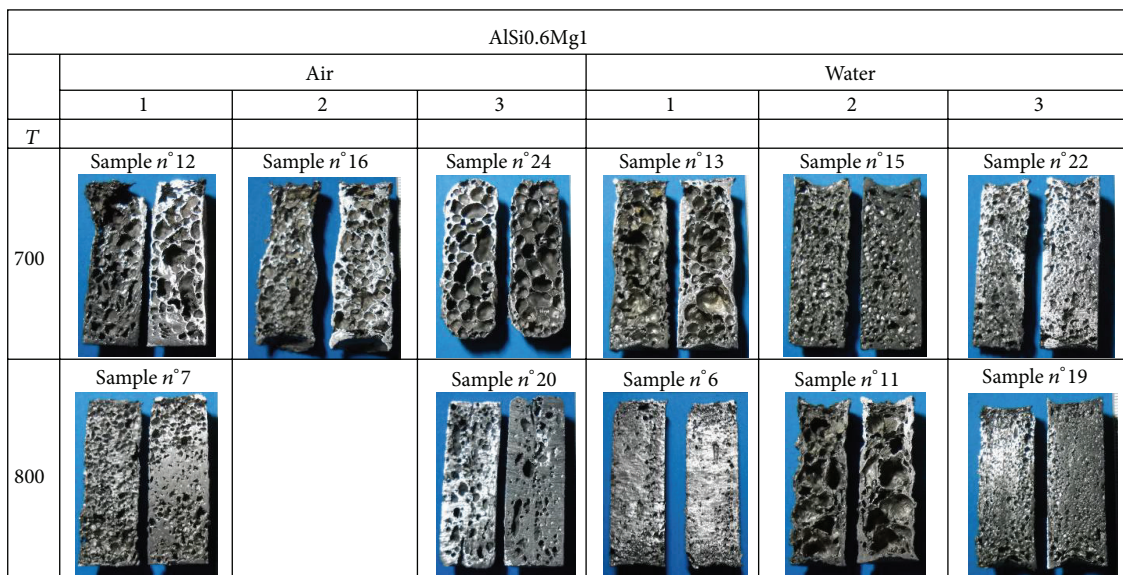 AlSi0.6Mg1
Air Water
1 2 3 1 2 3
T
Sample n°12 Sample n°16 Sample n°24 Sample n°13 Sample n°15 Sample n°22
700
Sample n°7 Sample n°20 Sample n°6 Sample n°11 Sample n°19
800